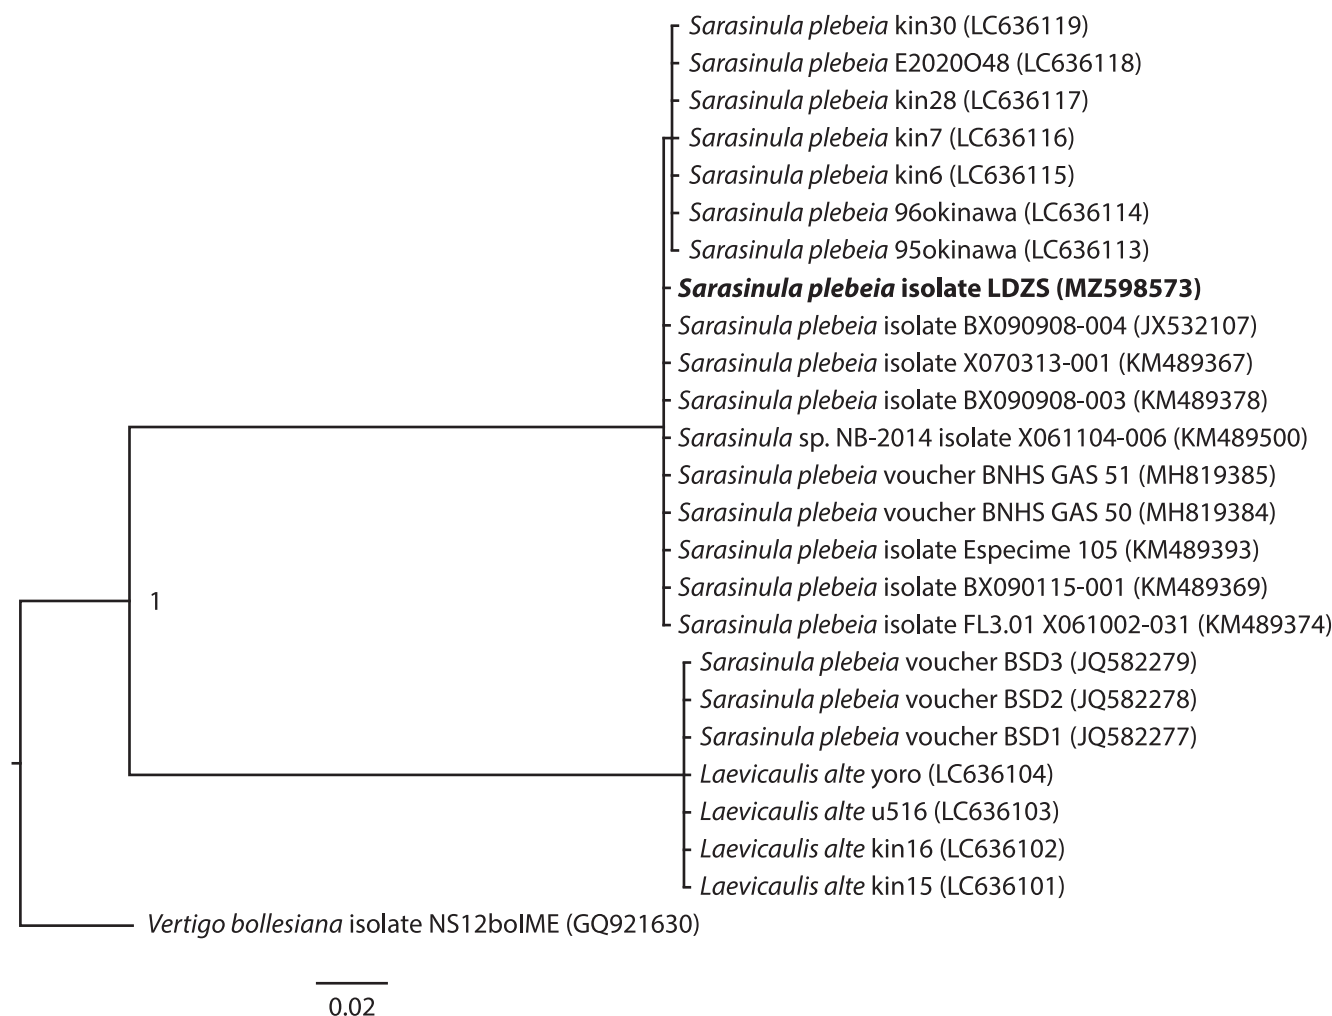 Sarasinula plebeia kin30 (LC636119)
Sarasinula plebeia E2020O48 (LC636118)
Sarasinula plebeia kin28 (LC636117)
Sarasinula plebeia kin7 (LC636116)
Sarasinula plebeia kin6 (LC636115)
Sarasinula plebeia 96okinawa (LC636114)
Sarasinula plebeia 95okinawa (LC636113)
Sarasinula plebeia isolate LDZS (MZ598573)
Sarasinula plebeia isolate BX090908-004 (JX532107)
Sarasinula plebeia isolate X070313-001 (KM489367)
Sarasinula plebeia isolate BX090908-003 (KM489378)
Sarasinula sp. NB-2014 isolate X061104-006 (KM489500)
Sarasinula plebeia voucher BNHS GAS 51 (MH819385)
Sarasinula plebeia voucher BNHS GAS 50 (MH819384)
Sarasinula plebeia isolate Especime 105 (KM489393)
Sarasinula plebeia isolate BX090115-001 (KM489369)
1
Sarasinula plebeia isolate FL3.01 X061002-031 (KM489374)
Sarasinula plebeia voucher BSD3 (JQ582279)
Sarasinula plebeia voucher BSD2 (JQ582278)
Sarasinula plebeia voucher BSD1 (JQ582277)
Laevicaulis alte yoro (LC636104)
Laevicaulis alte u516 (LC636103)
Laevicaulis alte kin16 (LC636102)
Laevicaulis alte kin15 (LC636101)
Vertigo bollesiana isolate NS12bolME (GQ921630)
0.02